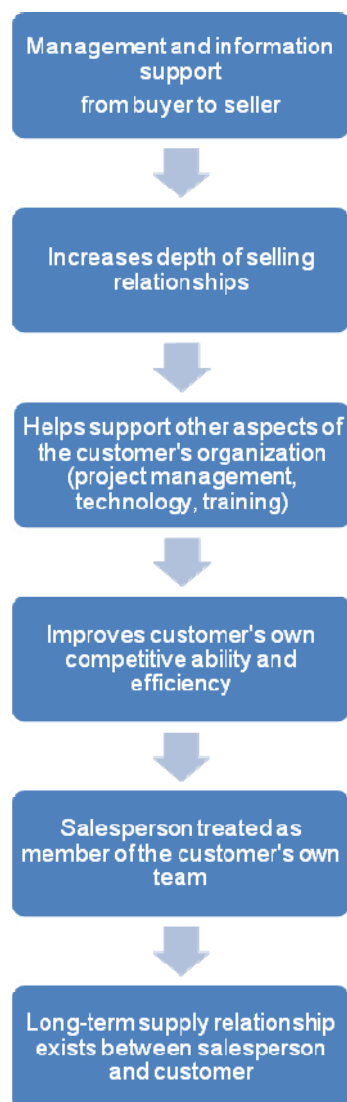 Management and information
support
from buyer to seller
Increases depth of selling
relationships
Helps support other aspects of
the customer's organization
(project management,
technology, training)
Improves customer's own
competitive ability and
efficiency
Salesperson treated as
member of the customer's own
team
Long-term supply relationship
exists between salesperson
and customer